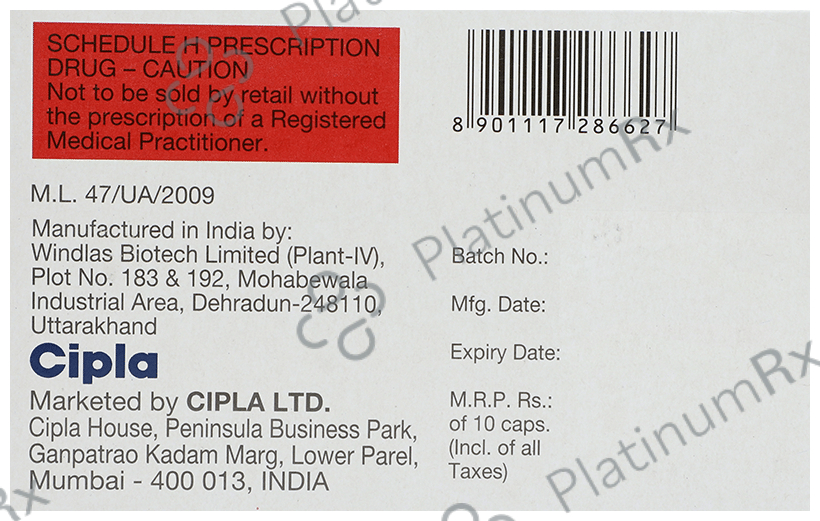 SCHEDULE H PRESCRIPTION
DRUG – CAUTION
Not to be sold by retail without
the prescription of a Registered
Medical Practitioner.
M.L. 47/UA/2009
Manufactured in India by:
Windlas Biotech Limited (Plant-IV),
Plot No. 183 & 192, Mohabewala
Industrial Area, Dehradun-248110,
Uttarakhand
Cipla
Marketed by CIPLA LTD.
Cipla House, Peninsula Business Park,
Ganpatrao Kadam Marg, Lower Parel,
Mumbai - 400 013, INDIA
8 901117 286627
Batch No.:
Mfg. Date:
Expiry Date:
M.R.P. Rs.:
of 10 caps.
(Incl. of all
Taxes)
PlatinumRx
PlatinumRx
PlatinumRx
Rx